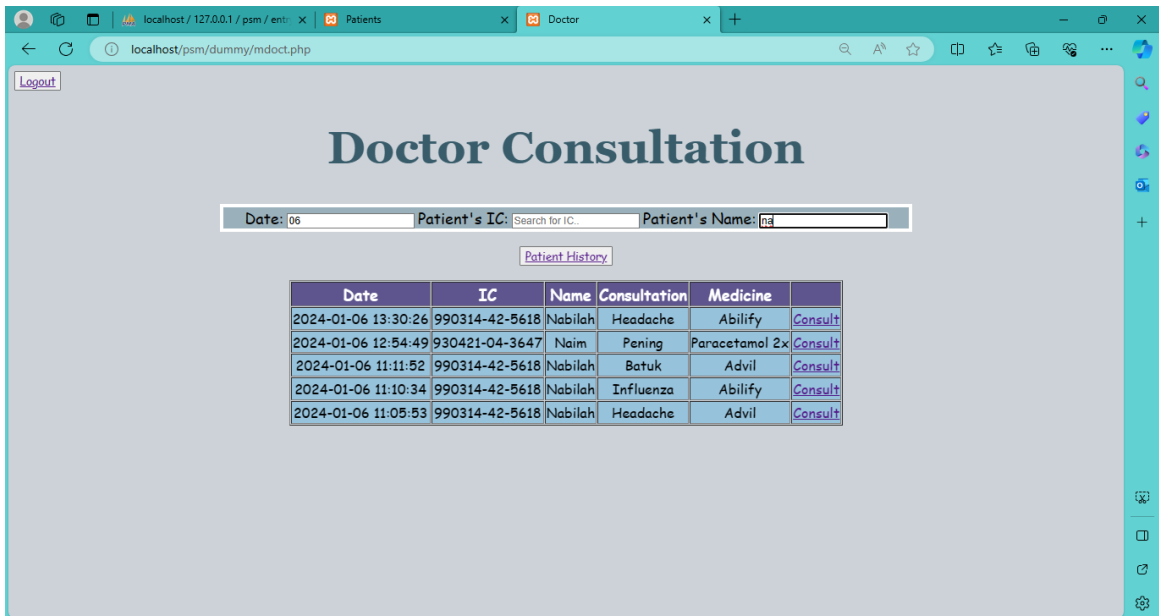 localhost / 127.0.0.1 / psm / entr
Patients
Doctor
localhost/psm/dummy/mdoct.php
Logout
Doctor Consultation
Date: 06 Patient's IC: Search for IC.. Patient's Name: na
Patient History
Date IC Name Consultation Medicine
2024-01-06 13:30:26 990314-42-5618 Nabilah Headache Abilify Consult
2024-01-06 12:54:49 930421-04-3647 Naim Pening Paracetamol 2x Consult
2024-01-06 11:11:52 990314-42-5618 Nabilah Batuk Advil Consult
2024-01-06 11:10:34 990314-42-5618 Nabilah Influenza Abilify Consult
2024-01-06 11:05:53 990314-42-5618 Nabilah Headache Advil Consult